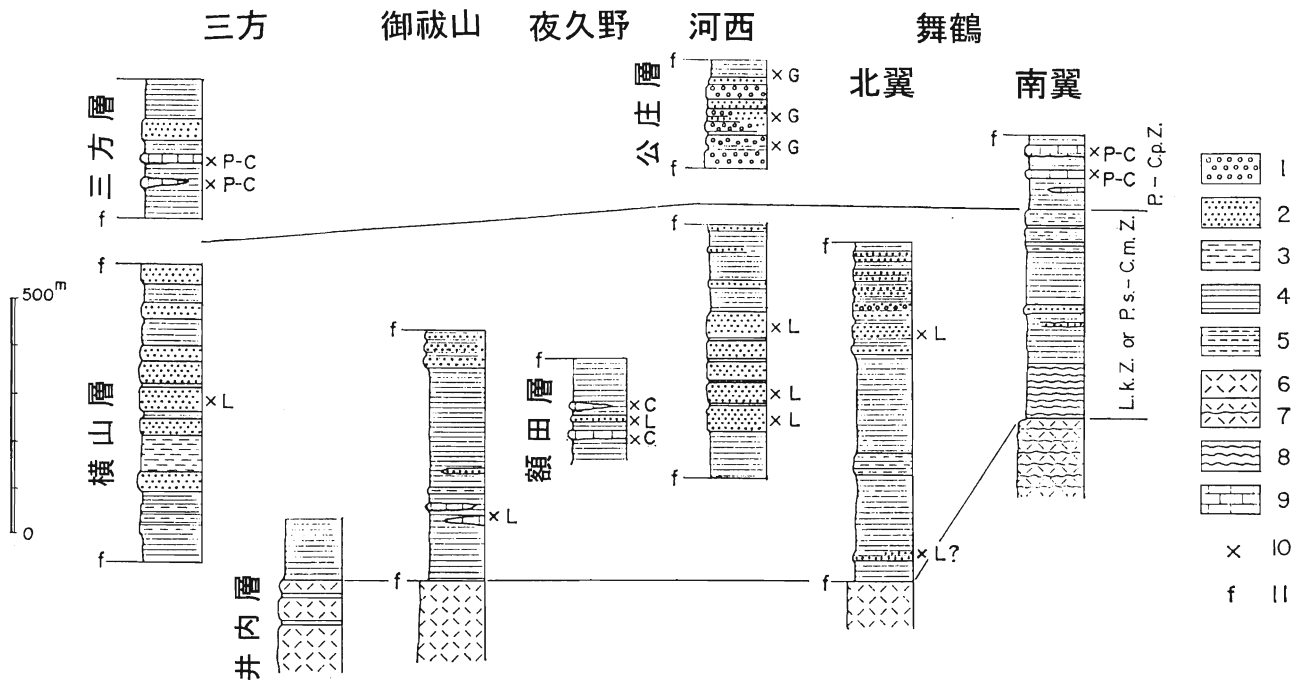 三方
御祓山
夜久野
河西
舞鶴
北翼
南翼
三方層
f
× P-C
× P-C
f
横山層
f
× L
f
500m
0
井内層
f
× L
f
額田層
f
× C
× L
× C
公庄層
f
× G
× G
× G
f
f
× L
× L
× L
f
f
× L
× L?
f
f
× P-C
× P-C
P.-C.p.Z.
L.k.Z. or P.s.-C.m.Z.
1
2
3
4
5
6
7
8
9
× 10
f 11